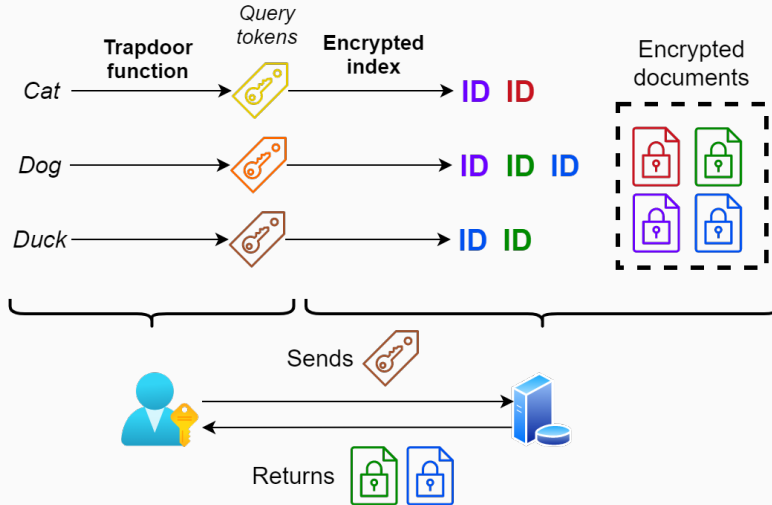 Query
tokens
Trapdoor
function
Encrypted
index
Encrypted
documents
Cat
ID ID
Dog
ID ID ID
Duck
ID ID
Sends
Returns